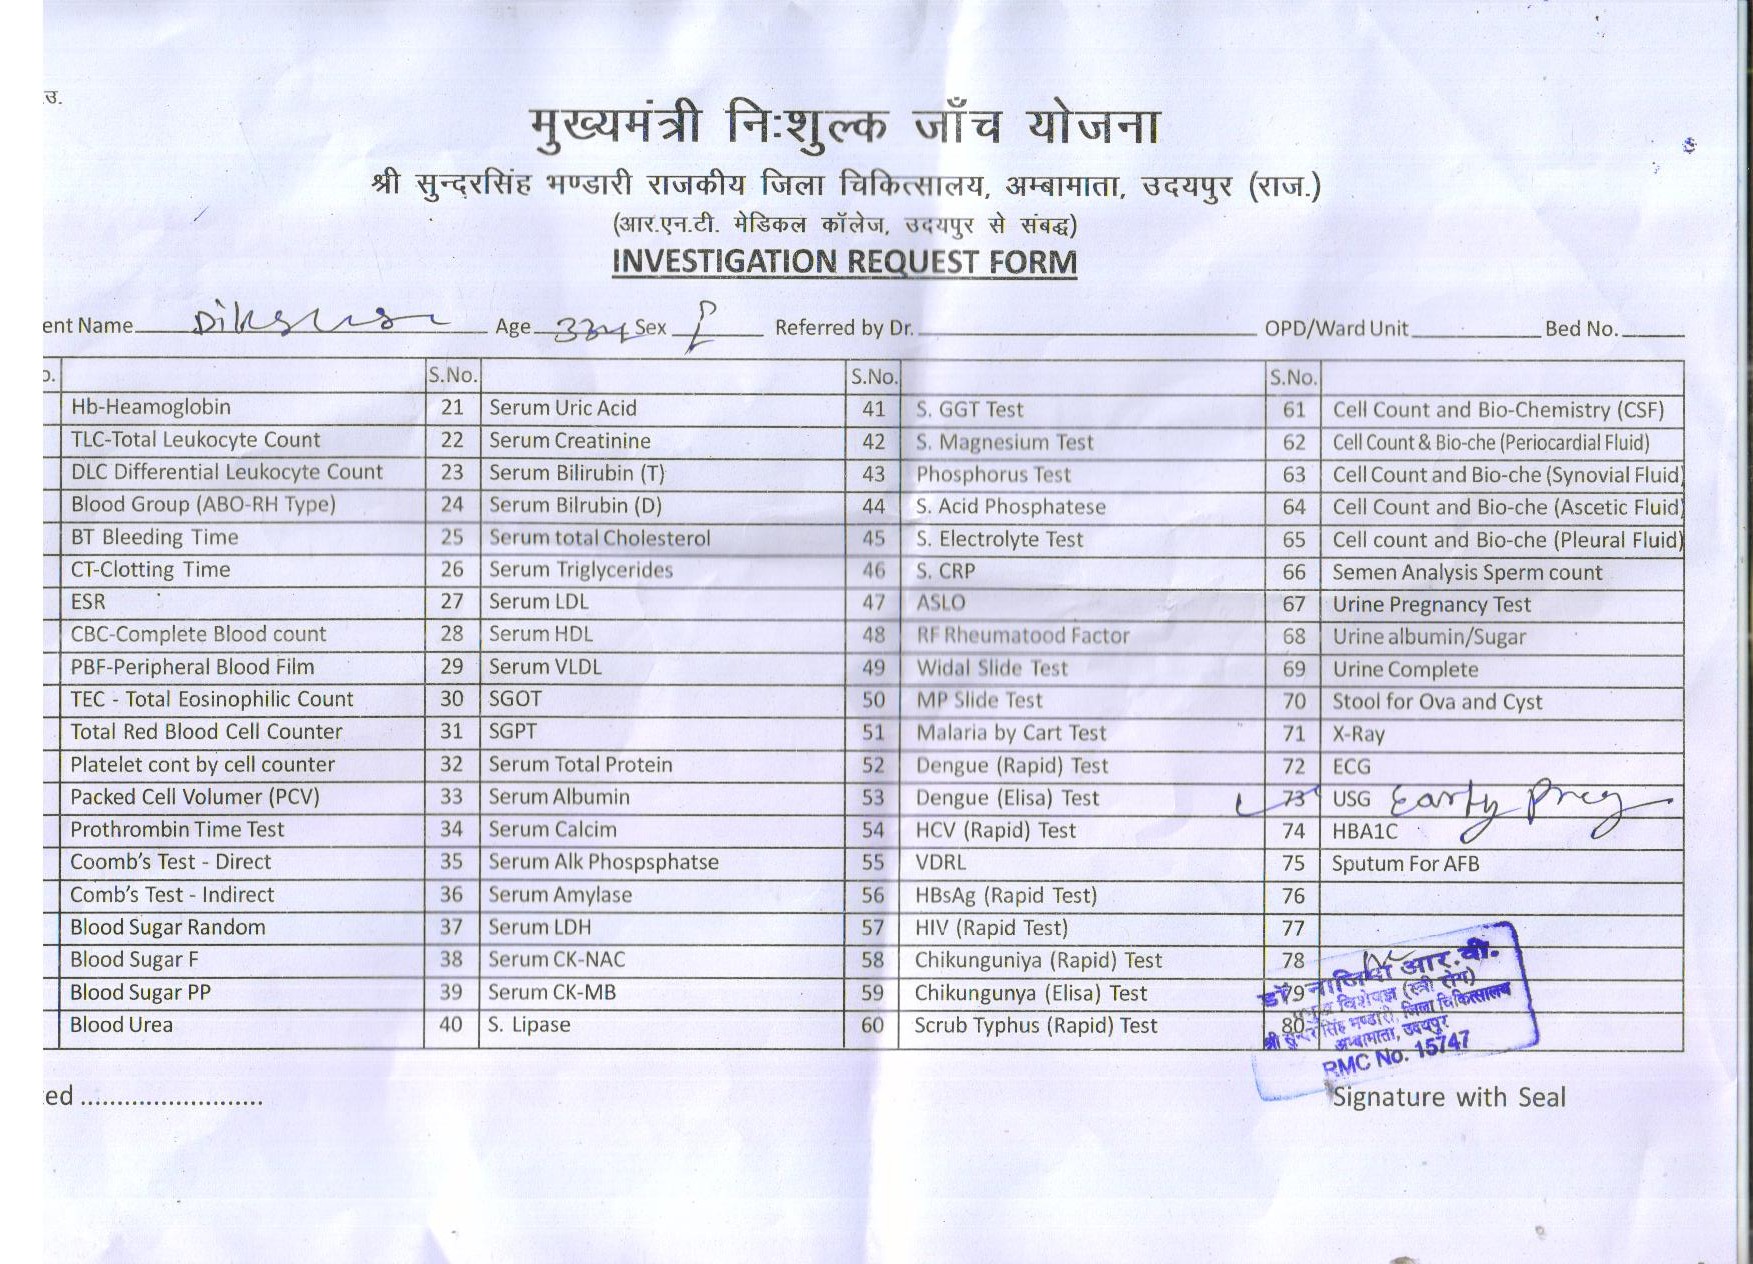 उ.
मुख्यमंत्री निःशुल्क जाँच योजना
श्री सुन्दरसिंह भण्डारी राजकीय जिला चिकित्सालय, अम्बामाता, उदयपुर (राज.)
(आर.एन.टी. मेडिकल कॉलेज, उदयपुर से संबद्ध)
INVESTIGATION REQUEST FORM
ent Name Age Sex F Referred by Dr. OPD/Ward Unit Bed No.
o. S.No. S.No. S.No.
Hb-Heamoglobin 21 Serum Uric Acid 41 S. GGT Test 61 Cell Count and Bio-Chemistry (CSF)
TLC-Total Leukocyte Count 22 Serum Creatinine 42 S. Magnesium Test 62 Cell Count & Bio-che (Periocardial Fluid)
DLC Differential Leukocyte Count 23 Serum Bilirubin (T) 43 Phosphorus Test 63 Cell Count and Bio-che (Synovial Fluid)
Blood Group (ABO-RH Type) 24 Serum Bilrubin (D) 44 S. Acid Phosphatese 64 Cell Count and Bio-che (Ascetic Fluid)
BT Bleeding Time 25 Serum total Cholesterol 45 S. Electrolyte Test 65 Cell count and Bio-che (Pleural Fluid)
CT-Clotting Time 26 Serum Triglycerides 46 S. CRP 66 Semen Analysis Sperm count
ESR 27 Serum LDL 47 ASLO 67 Urine Pregnancy Test
CBC-Complete Blood count 28 Serum HDL 48 RF Rheumatood Factor 68 Urine albumin/Sugar
PBF-Peripheral Blood Film 29 Serum VLDL 49 Widal Slide Test 69 Urine Complete
TEC - Total Eosinophilic Count 30 SGOT 50 MP Slide Test 70 Stool for Ova and Cyst
Total Red Blood Cell Counter 31 SGPT 51 Malaria by Cart Test 71 X-Ray
Platelet cont by cell counter 32 Serum Total Protein 52 Dengue (Rapid) Test 72 ECG
Packed Cell Volumer (PCV) 33 Serum Albumin 53 Dengue (Elisa) Test 73 USG Early Preg
Prothrombin Time Test 34 Serum Calcim 54 HCV (Rapid) Test 74 HBA1C
Coomb's Test - Direct 35 Serum Alk Phospsphatse 55 VDRL 75 Sputum For AFB
Comb's Test - Indirect 36 Serum Amylase 56 HBsAg (Rapid Test) 76
Blood Sugar Random 37 Serum LDH 57 HIV (Rapid Test) 77
Blood Sugar F 38 Serum CK-NAC 58 Chikunguniya (Rapid) Test 78
Blood Sugar PP 39 Serum CK-MB 59 Chikungunya (Elisa) Test 79
Blood Urea 40 S. Lipase 60 Scrub Typhus (Rapid) Test 80
आर.वी.
विशेषज्ञ (स्त्री रोग)
श्री सुन्दर सिंह भण्डारी, जिला चिकित्सालय
अम्बामाता, उदयपुर
RMC No. 15747
ed ........................ Signature with Seal